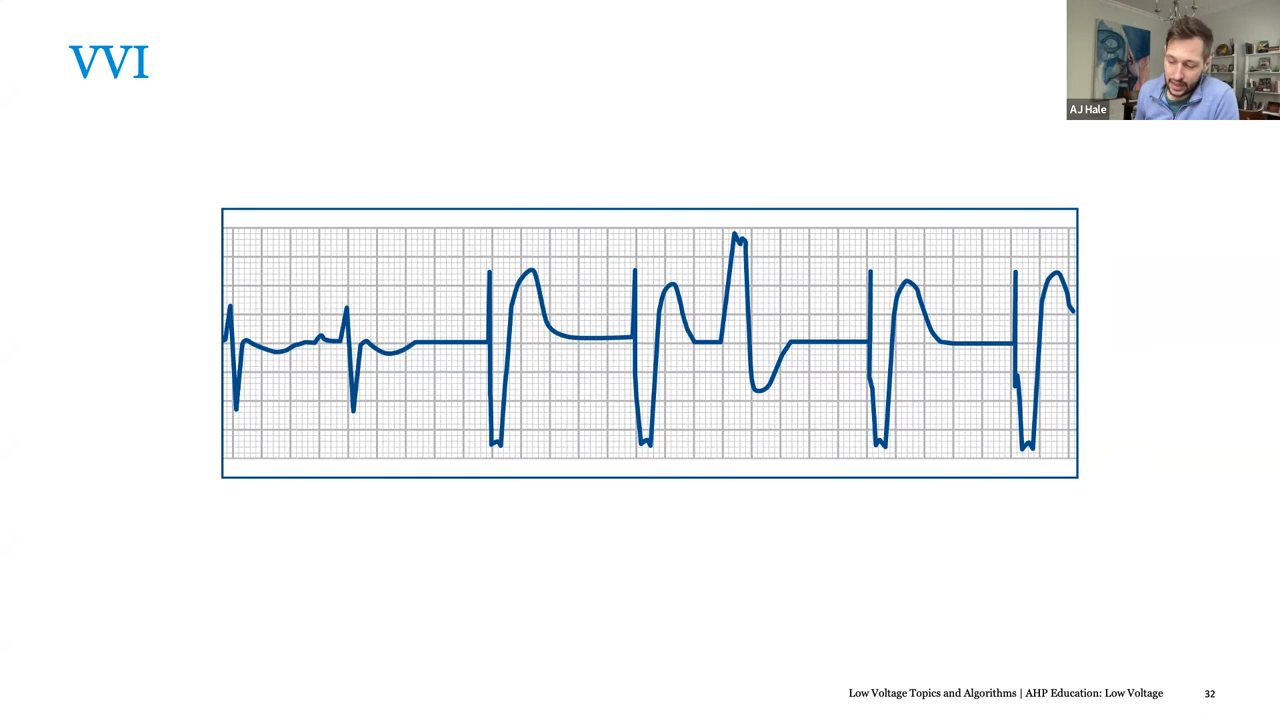 VVI
AJ Hale
Low Voltage Topics and Algorithms | AHP Education: Low Voltage
32